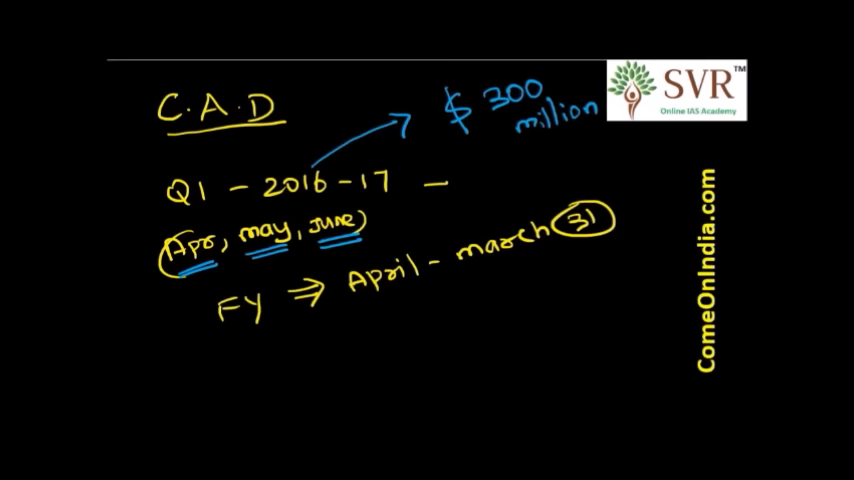 C.A.D
$ 300
million
SVR™
Online IAS Academy
Q1 - 2016-17 -
(Apr, may, June)
FY ⇒ April - march 31
ComeOnIndia.com